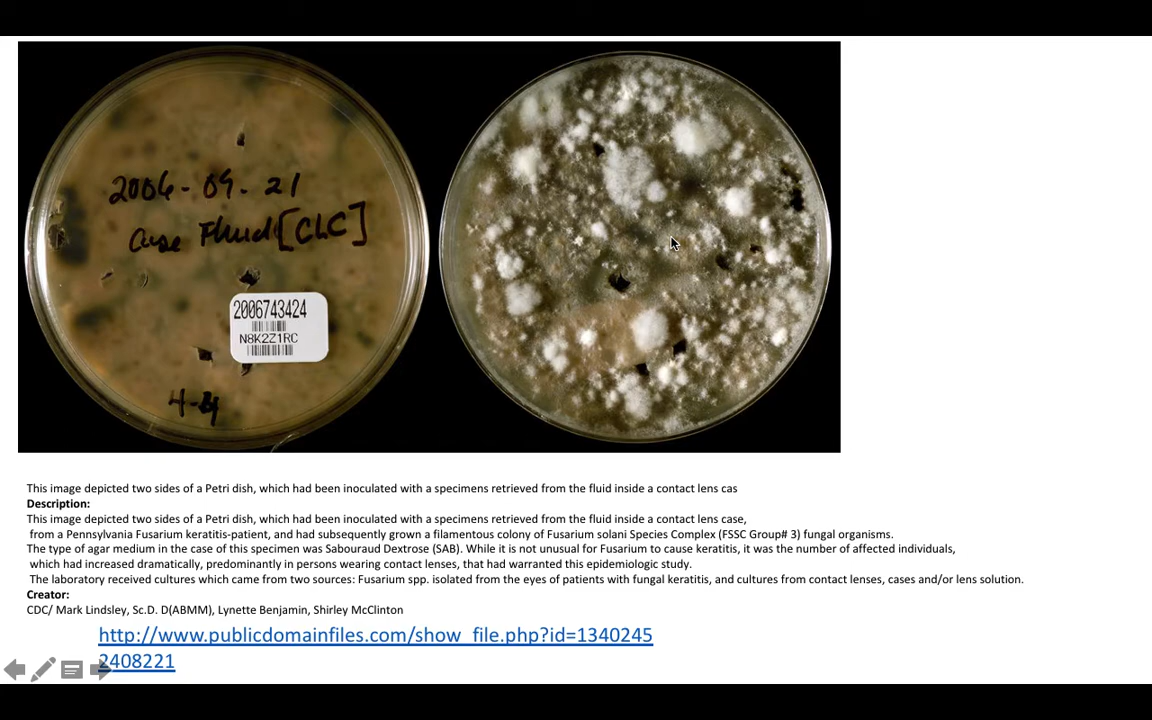 2006-09-21
Case Fluid [CLC]
2006743424
N8K2Z1RC
This image depicted two sides of a Petri dish, which had been inoculated with a specimens retrieved from the fluid inside a contact lens cas
Description:
This image depicted two sides of a Petri dish, which had been inoculated with a specimens retrieved from the fluid inside a contact lens case,
from a Pennsylvania Fusarium keratitis-patient, and had subsequently grown a filamentous colony of Fusarium solani Species Complex (FSSC Group# 3) fungal organisms.
The type of agar medium in the case of this specimen was Sabouraud Dextrose (SAB). While it is not unusual for Fusarium to cause keratitis, it was the number of affected individuals,
which had increased dramatically, predominantly in persons wearing contact lenses, that had warranted this epidemiologic study.
The laboratory received cultures which came from two sources: Fusarium spp. isolated from the eyes of patients with fungal keratitis, and cultures from contact lenses, cases and/or lens solution.
Creator:
CDC/ Mark Lindsley, Sc.D. D(ABMM), Lynette Benjamin, Shirley McClinton
http://www.publicdomainfiles.com/show_file.php?id=1340245
2408221